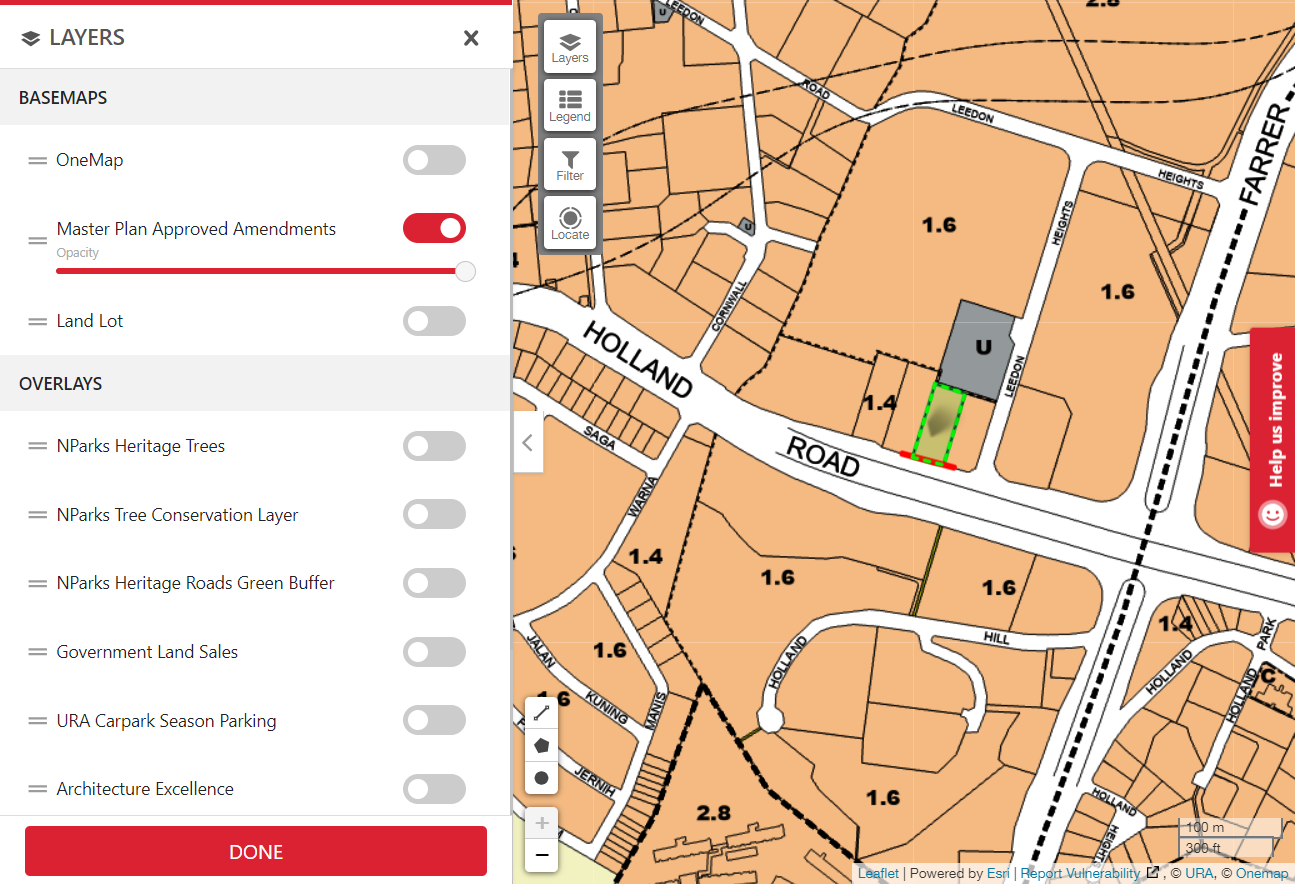 LAYERS
BASEMAPS
OneMap
Master Plan Approved Amendments
Opacity
Land Lot
OVERLAYS
NParks Heritage Trees
NParks Tree Conservation Layer
NParks Heritage Roads Green Buffer
Government Land Sales
URA Carpark Season Parking
Architecture Excellence
DONE
Layers
Legend
Filter
Locate
U
LEEDON
2.8
ROAD
LEEDON
HEIGHTS
FARRER
1.6
HEIGHTS
U
1.6
CORNWALL
HOLLAND
U
LEEDON
1.4
ROAD
SAGA
WARNA
1.4
1.6
1.6
HILL
1.4
PARK
1.6
HOLLAND
HOLLAND
HOLLAND
C
JALAN
KUNING
MANIS
JERNIH
2.8
1.6
HOLLAND
HEIGHTS
Help us improve
100 m
300 ft
Leaflet | Powered by Esri | Report Vulnerability , © URA, © Onemap